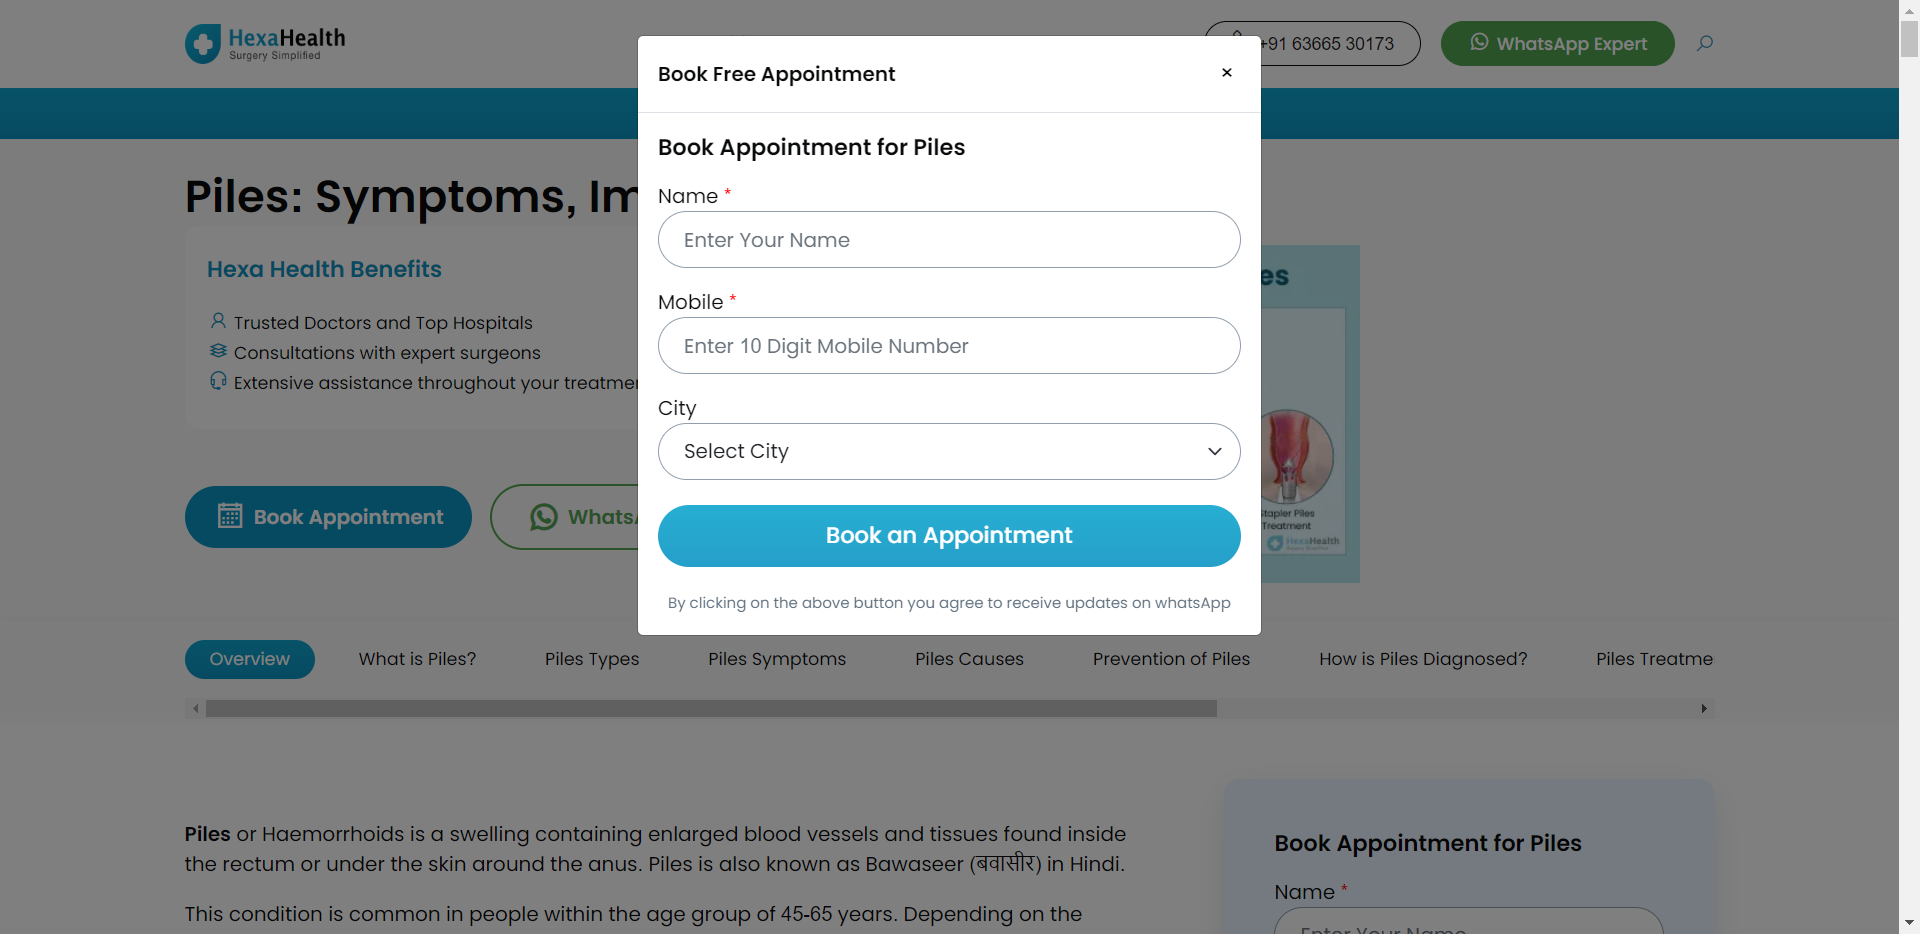 HexaHealth
Surgery Simplified
+91 63665 30173
WhatsApp Expert
Book Free Appointment
×
Book Appointment for Piles
Name *
Enter Your Name
Mobile *
Enter 10 Digit Mobile Number
City
Select City
Book an Appointment
By clicking on the above button you agree to receive updates on whatsApp
Piles: Symptoms,
Hexa Health Benefits
Trusted Doctors and Top Hospitals
Consultations with expert surgeons
Extensive assistance throughout your
Book Appointment
Stapler Piles
Treatment
HexaHealth
Overview
What is Piles?
Piles Types
Piles Symptoms
Piles Causes
Prevention of Piles
How is Piles Diagnosed?
Piles Treatme
Piles or Haemorrhoids is a swelling containing enlarged blood vessels and tissues found inside
the rectum or under the skin around the anus. Piles is also known as Bawaseer (बवासीर) in Hindi.
This condition is common in people within the age group of 45-65 years. Depending on the
Book Appointment for Piles
Name *
Enter Your Name